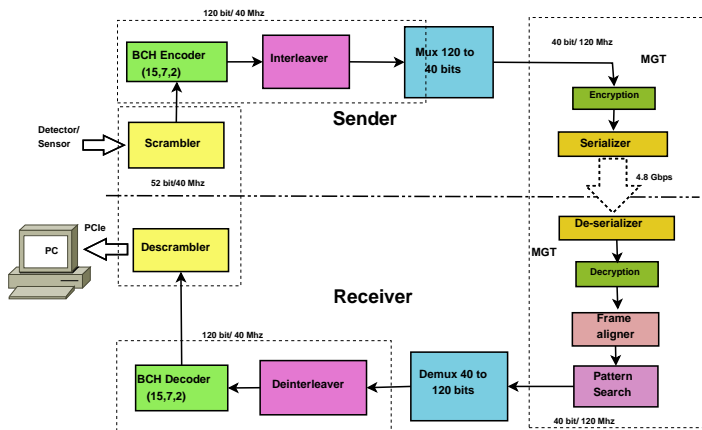 120 bit/ 40 Mhz
BCH Encoder
(15,7,2)
Interleaver
Mux 120 to
40 bits
40 bit/ 120 Mhz
MGT
Encryption
Serializer
Sender
Detector/
Sensor
Scrambler
52 bit/40 Mhz
4.8 Gbps
De-serializer
MGT
Decryption
Frame
aligner
Pattern
Search
40 bit/ 120 Mhz
PCIe
PC
Descrambler
Receiver
120 bit/ 40 Mhz
BCH Decoder
(15,7,2)
Deinterleaver
Demux 40 to
120 bits